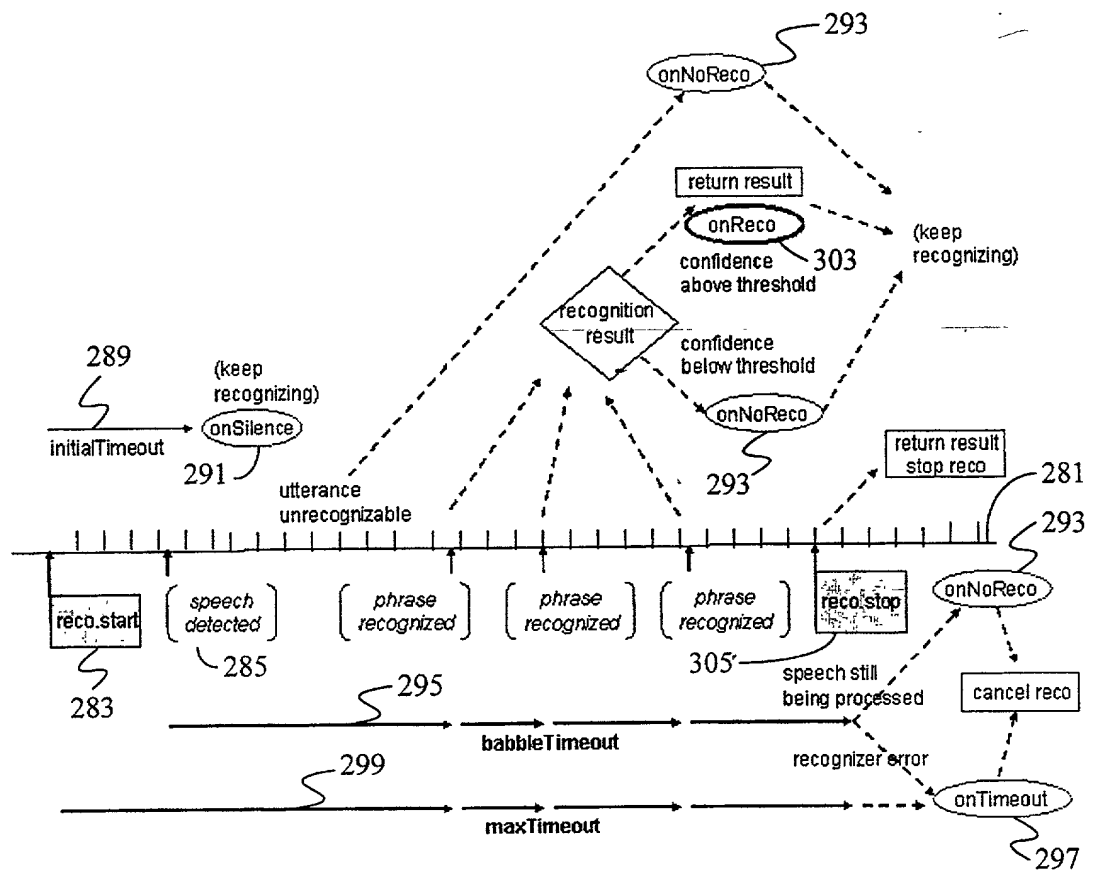 293
onNoReco
return result
onReco
303
confidence
above threshold
(keep
recognizing)
recognition
result
confidence
below threshold
onNoReco
293
289
initialTimeout
(keep
recognizing)
onSilence
291
utterance
unrecognizable
return result
stop reco
281
293
onNoReco
reco.start
283
speech
detected
285
phrase
recognized
phrase
recognized
phrase
recognized
reco.stop
305
speech still
being processed
cancel reco
295
babbleTimeout
recognizer error
299
maxTimeout
onTimeout
297